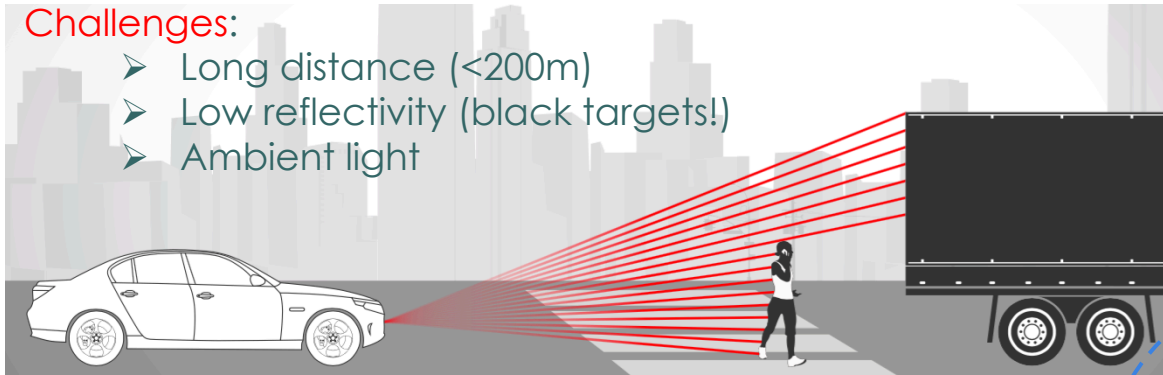 Challenges:
➢ Long distance (<200m)
➢ Low reflectivity (black targets!)
➢ Ambient light